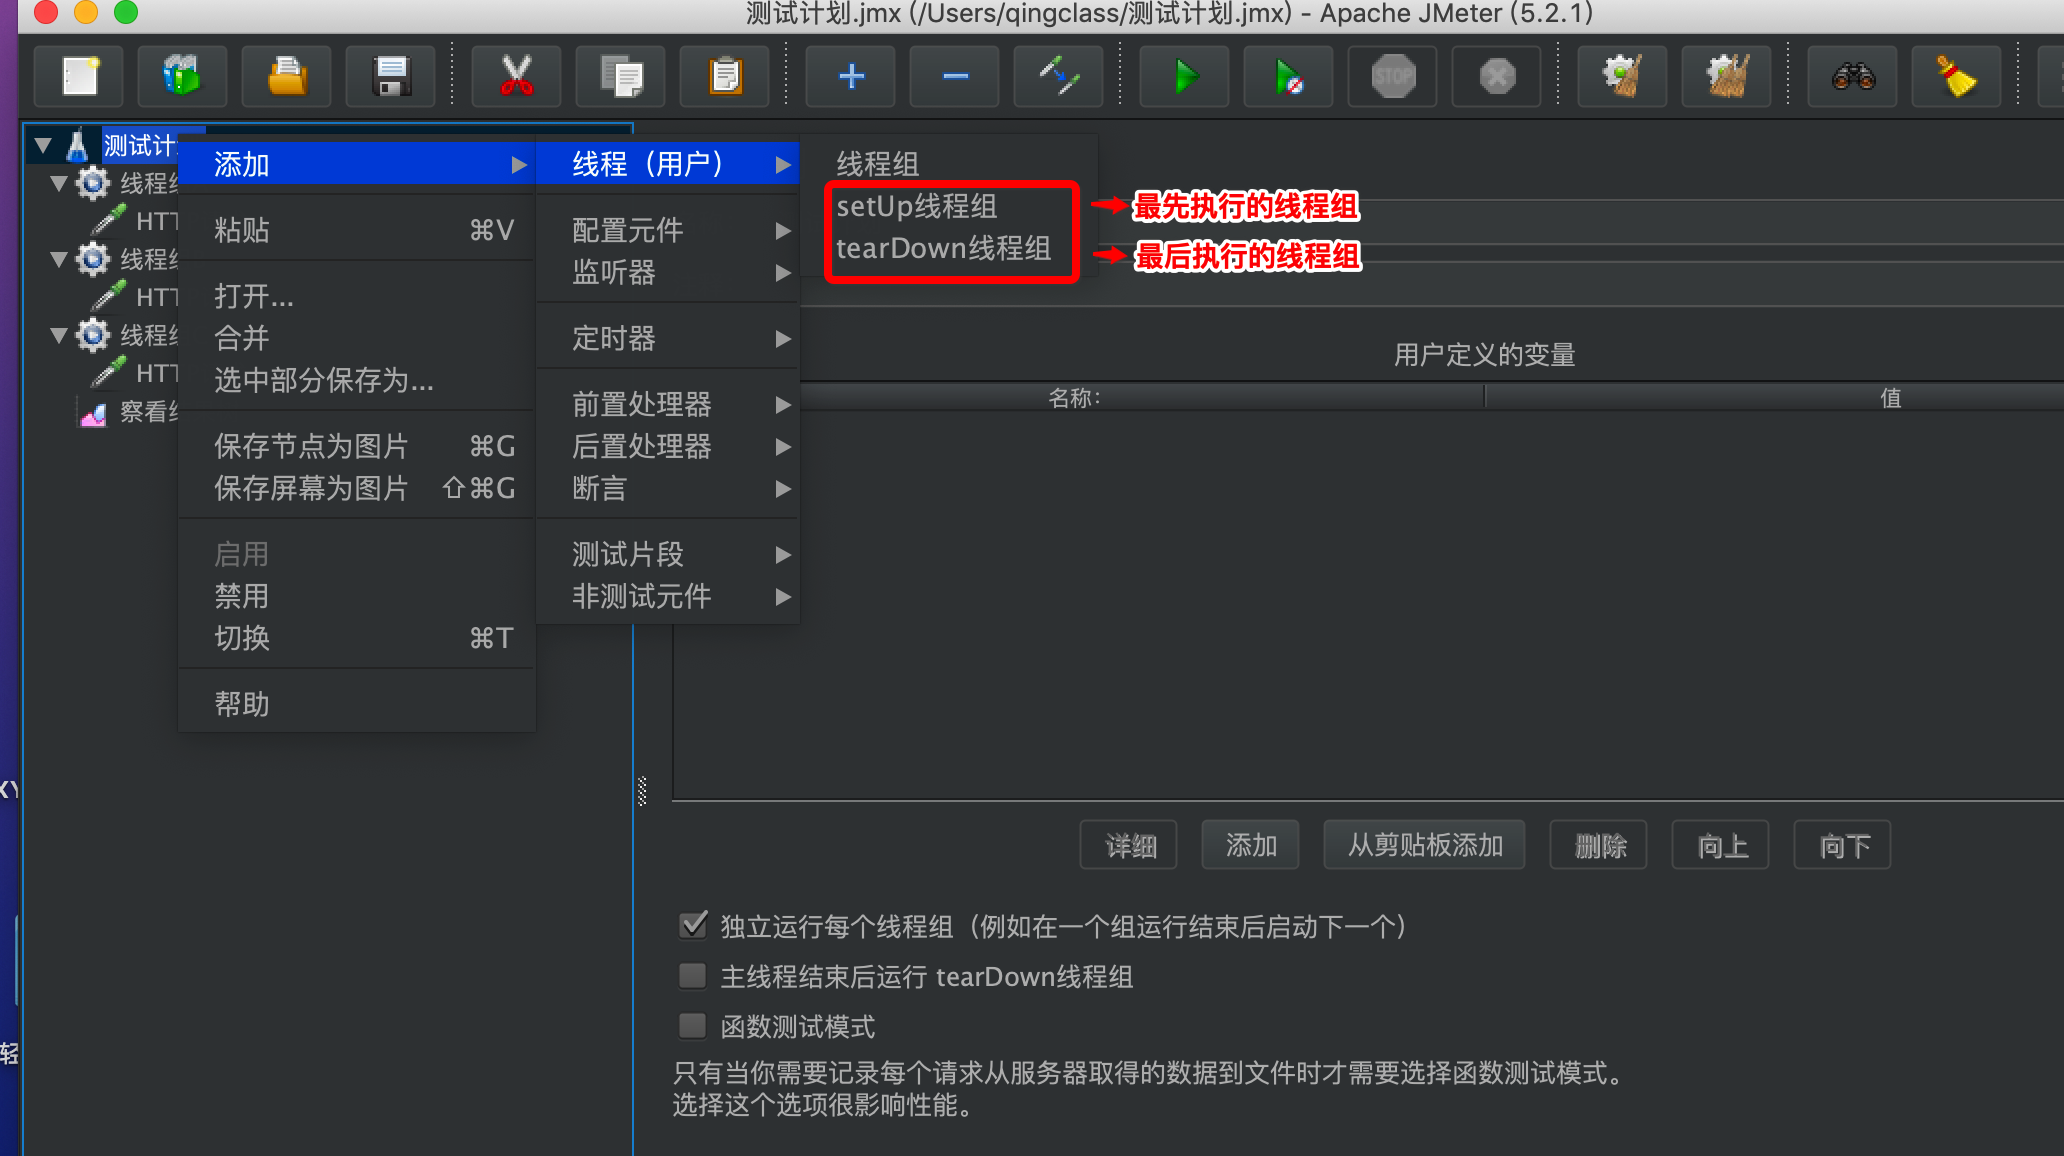 测试计划.jmx (/Users/qingclass/测试计划.jmx) - Apache JMeter (5.2.1)
STOP
测试计
线程
HTT
线程
HTT
线程
HTT
察看
添加
粘贴 ⌘V
打开...
合并
选中部分保存为...
保存节点为图片 ⌘G
保存屏幕为图片 ⇧⌘G
启用
禁用
切换 ⌘T
帮助
线程（用户）
配置元件
监听器
定时器
前置处理器
后置处理器
断言
测试片段
非测试元件
线程组
setUp线程组
tearDown线程组
最先执行的线程组
最后执行的线程组
用户定义的变量
名称: 值
详细 添加 从剪贴板添加 删除 向上 向下
独立运行每个线程组（例如在一个组运行结束后启动下一个）
主线程结束后运行 tearDown线程组
函数测试模式
只有当你需要记录每个请求从服务器取得的数据到文件时才需要选择函数测试模式。
选择这个选项很影响性能。
XY
轻